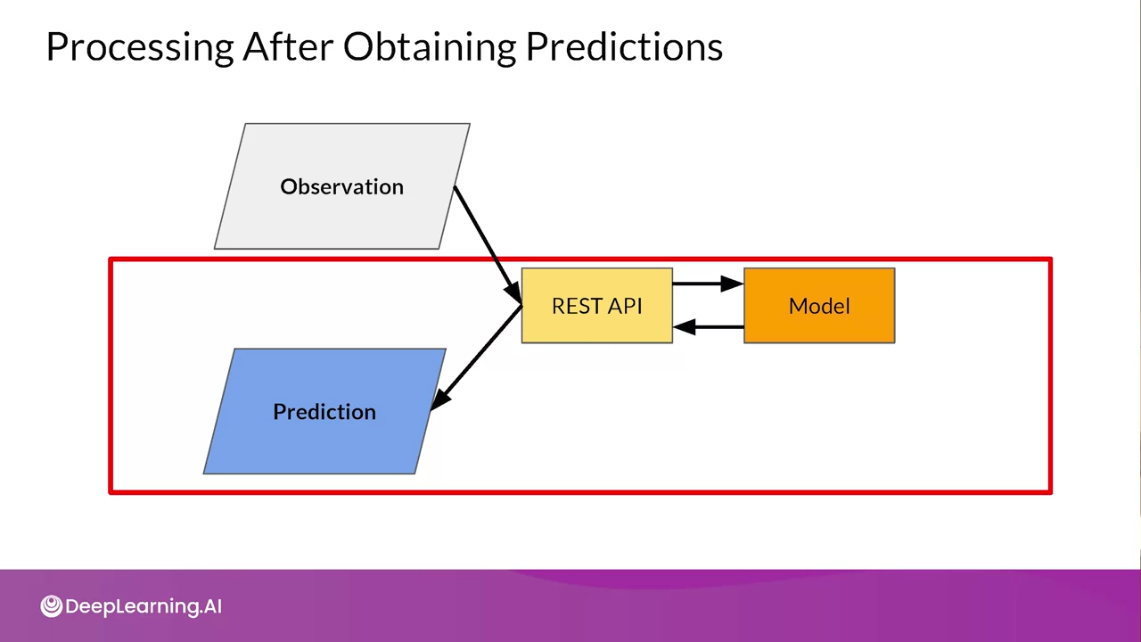 Processing After Obtaining Predictions
Observation
REST API
Model
Prediction
DeepLearning.AI